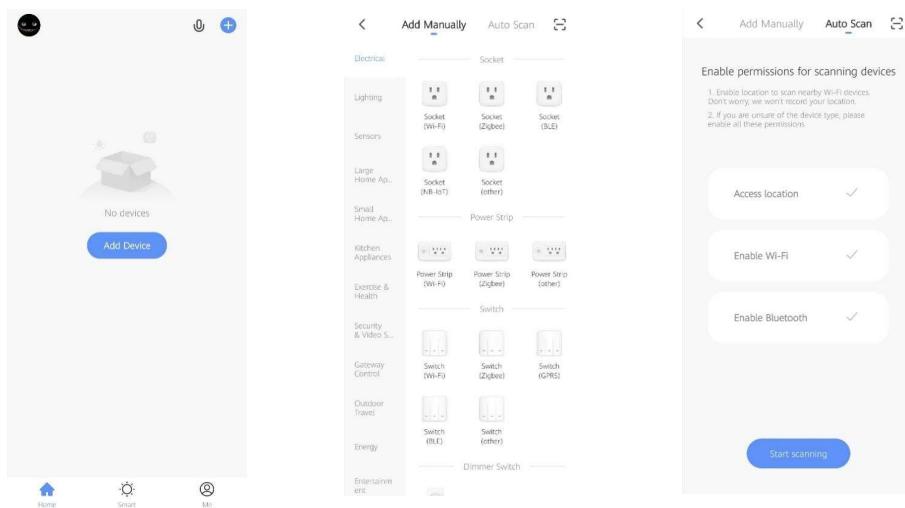 No devices
Add Device
Home
Smart
Me
Add Manually
Auto Scan
Electrical
Lighting
Sensors
Large
Home Ap...
Small
Home Ap...
Kitchen
Appliances
Exercise &
Health
Security
& Video S...
Gateway
Control
Outdoor
Travel
Energy
Entertainm
ent
Socket
Socket
(Wi-Fi)
Socket
(Zigbee)
Socket
(BLE)
Socket
(NB-IoT)
Socket
(other)
Power Strip
Power Strip
(Wi-Fi)
Power Strip
(Zigbee)
Power Strip
(other)
Switch
Switch
(Wi-Fi)
Switch
(Zigbee)
Switch
(GPRS)
Switch
(BLE)
Switch
(other)
Dimmer Switch
Add Manually
Auto Scan
Enable permissions for scanning devices
1. Enable location to scan nearby Wi-Fi devices.
Don't worry, we won't record your location.
2. If you are unsure of the device type, please
enable all these permissions
Access location
Enable Wi-Fi
Enable Bluetooth
Start scanning